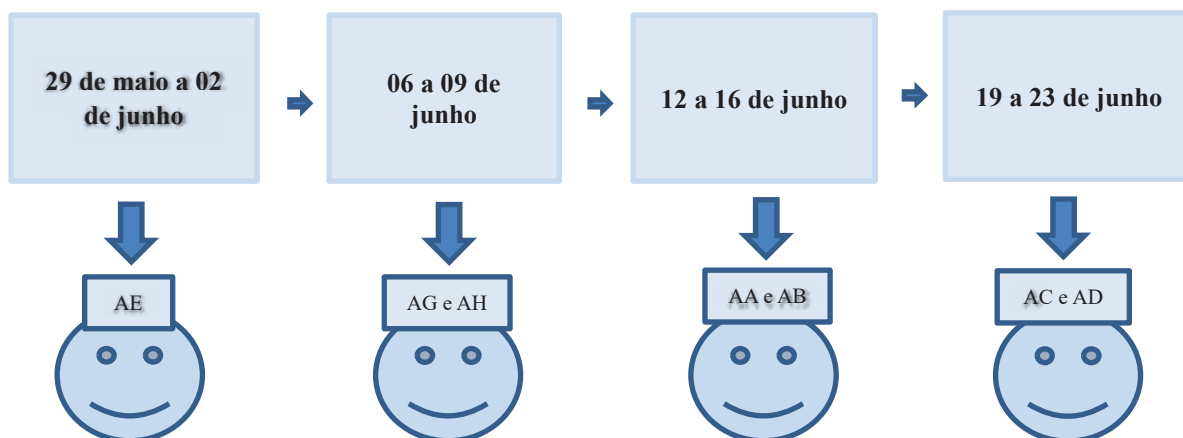 29 de maio a 02
de junho
06 a 09 de
junho
12 a 16 de junho
19 a 23 de junho
AE
AG e AH
AA e AB
AC e AD